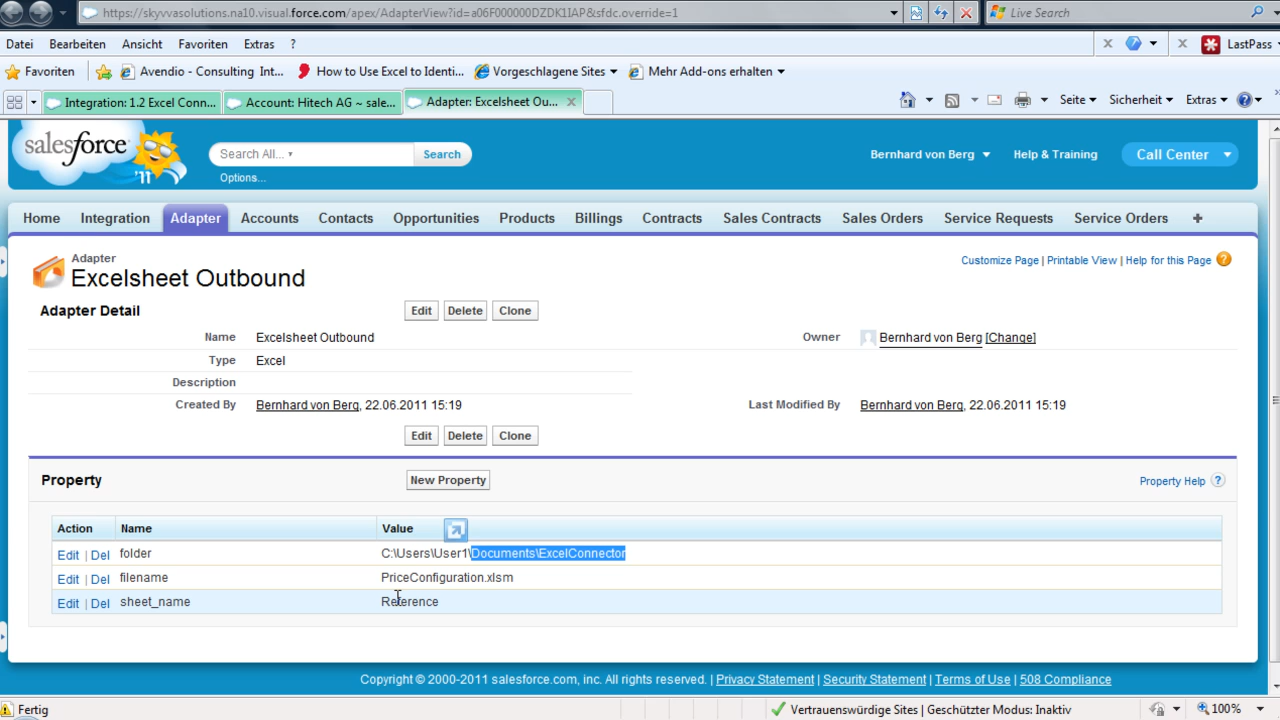 https://skyvvasolutions.na10.visual.force.com/apex/AdapterView?id=a06F000000DZDK1IAP&sfdc.override=1
Live Search
Datei Bearbeiten Ansicht Favoriten Extras ?
LastPass
Favoriten Avendio - Consulting Int... How to Use Excel to Identi... Vorgeschlagene Sites Mehr Add-ons erhalten
Integration: 1.2 Excel Conn... Account: Hitech AG ~ sale... Adapter: Excelsheet Ou... Seite Sicherheit Extras
salesforce
'11
Search All... Search
Options...
Bernhard von Berg Help & Training Call Center
Home Integration Adapter Accounts Contacts Opportunities Products Billings Contracts Sales Contracts Sales Orders Service Requests Service Orders +
Adapter
Excelsheet Outbound
Customize Page | Printable View | Help for this Page ?
Adapter Detail Edit Delete Clone
Name Excelsheet Outbound Owner Bernhard von Berg [Change]
Type Excel
Description
Created By Bernhard von Berg, 22.06.2011 15:19 Last Modified By Bernhard von Berg, 22.06.2011 15:19
Edit Delete Clone
Property New Property Property Help ?
Action Name Value
Edit | Del folder C:\Users\User1\Documents\ExcelConnector
Edit | Del filename PriceConfiguration.xlsm
Edit | Del sheet_name Reference
Copyright © 2000-2011 salesforce.com, inc. All rights reserved. | Privacy Statement | Security Statement | Terms of Use | 508 Compliance
Fertig Vertrauenswürdige Sites | Geschützter Modus: Inaktiv 100%